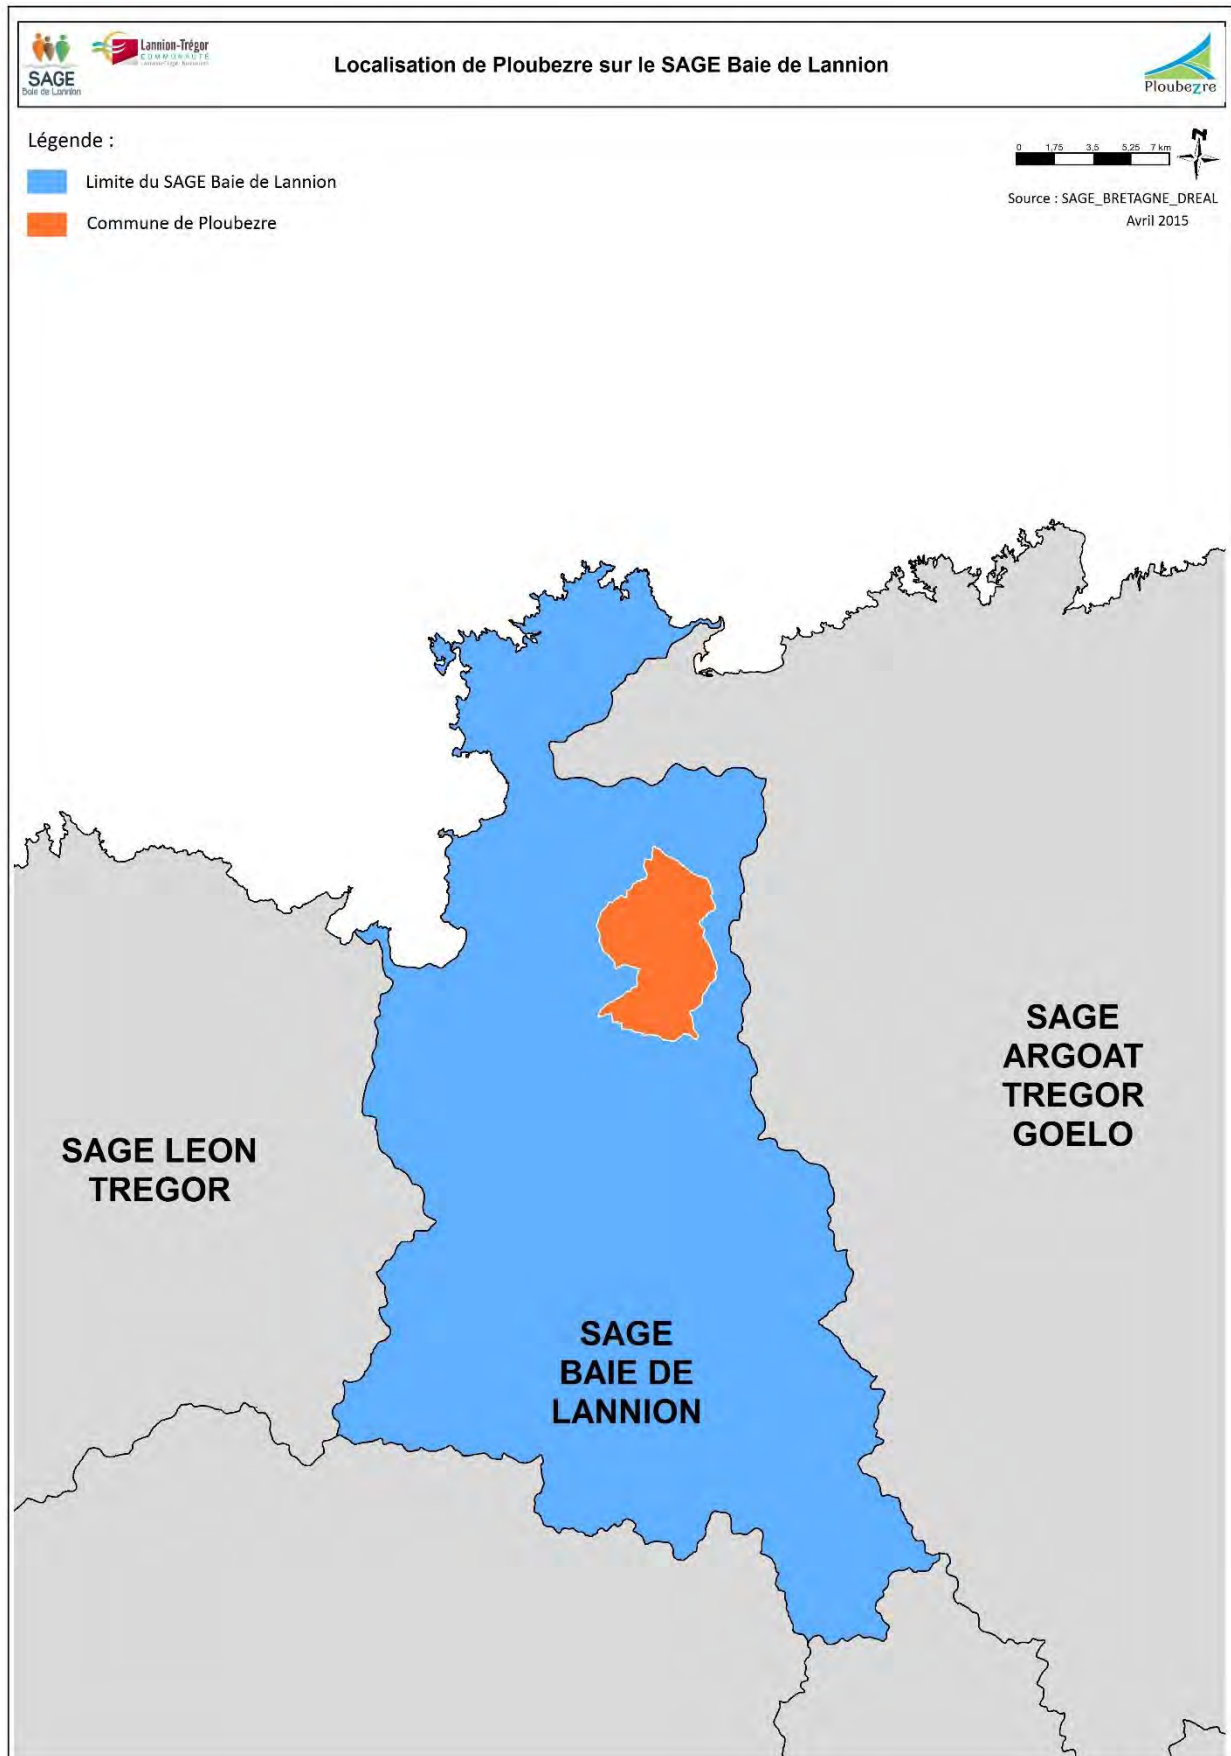 SAGE
Baie de Lannion
Lannion-Trégor
COMMUNAUTÉ
Localisation de Ploubezre sur le SAGE Baie de Lannion
Ploubezre
Légende :
Limite du SAGE Baie de Lannion
Commune de Ploubezre
0 1,75 3,5 5,25 7 km
N
Source : SAGE_BRETAGNE_DREAL
Avril 2015
SAGE
ARGOAT
TREGOR
GOELO
SAGE LEON
TREGOR
SAGE
BAIE DE
LANNION